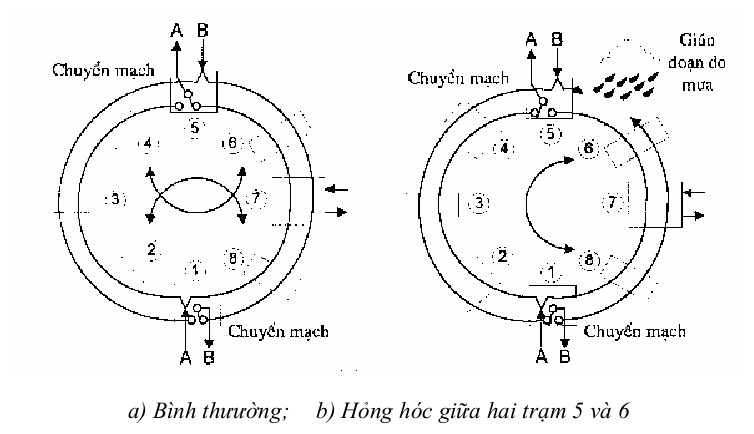 A B
Chuyển mạch
5
4 6
3 7
2 8
1
Chuyển mạch
A B
A B
Gián
đoạn do
mưa
Chuyển mạch
5
4 6
3 7
2 8
1
Chuyển mạch
A B
a) Bình thuường; b) Hỏng hóc giữa hai trạm 5 và 6